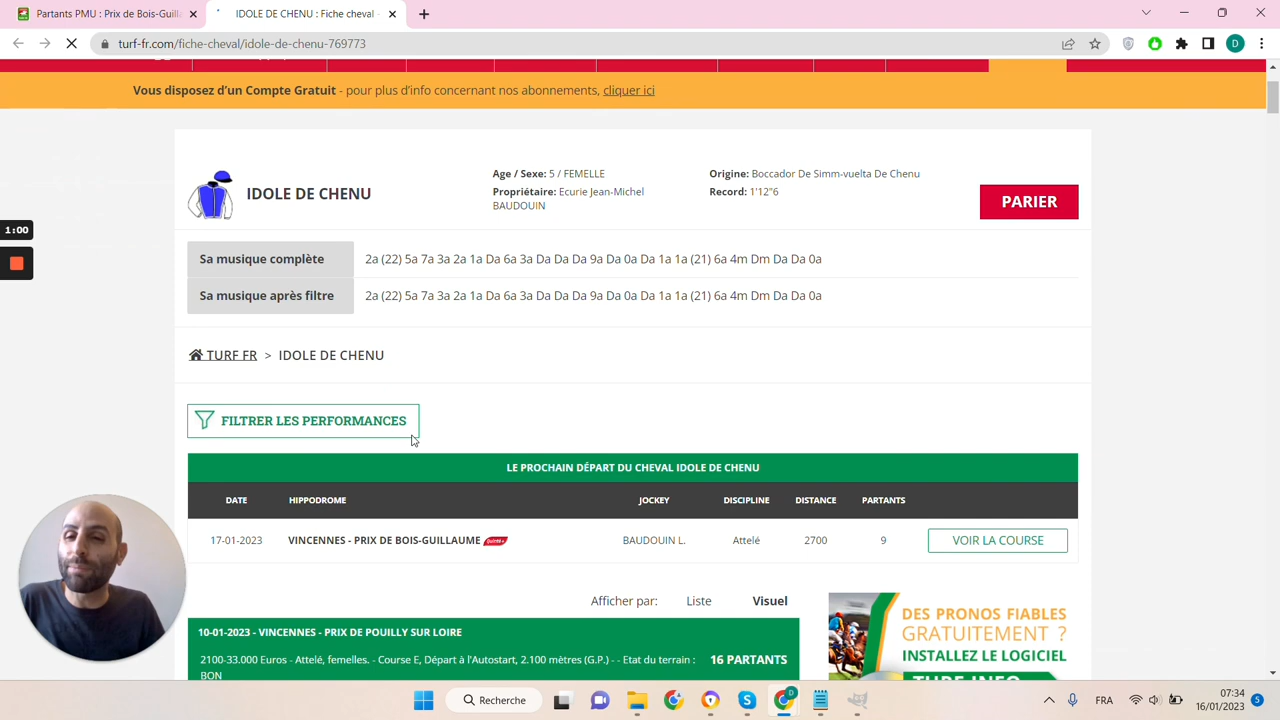 Partants PMU : Prix de Bois-Guill
IDOLE DE CHENU : Fiche cheval -
turf-fr.com/fiche-cheval/idole-de-chenu-769773
D
Vous disposez d'un Compte Gratuit - pour plus d'info concernant nos abonnements, cliquer ici
IDOLE DE CHENU
Age / Sexe: 5 / FEMELLE
Propriétaire: Ecurie Jean-Michel
BAUDOUIN
Origine: Boccador De Simm-vuelta De Chenu
Record: 1'12"6
PARIER
1:00
Sa musique complète 2a (22) 5a 7a 3a 2a 1a Da 6a 3a Da Da Da 9a Da 0a Da 1a 1a (21) 6a 4m Dm Da Da 0a
Sa musique après filtre 2a (22) 5a 7a 3a 2a 1a Da 6a 3a Da Da Da 9a Da 0a Da 1a 1a (21) 6a 4m Dm Da Da 0a
TURF FR > IDOLE DE CHENU
FILTRER LES PERFORMANCES
LE PROCHAIN DÉPART DU CHEVAL IDOLE DE CHENU
DATE HIPPODROME JOCKEY DISCIPLINE DISTANCE PARTANTS
17-01-2023 VINCENNES - PRIX DE BOIS-GUILLAUME Quinté+ BAUDOUIN L. Attelé 2700 9 VOIR LA COURSE
Afficher par: Liste Visuel
10-01-2023 - VINCENNES - PRIX DE POUILLY SUR LOIRE
2100-33.000 Euros - Attelé, femelles. - Course E, Départ à l'Autostart, 2.100 mètres (G.P.) - - Etat du terrain :
BON
16 PARTANTS
DES PRONOS FIABLES
GRATUITEMENT ?
INSTALLEZ LE LOGICIEL
TURF INFO
Recherche
D
FRA
07:34
16/01/2023
5